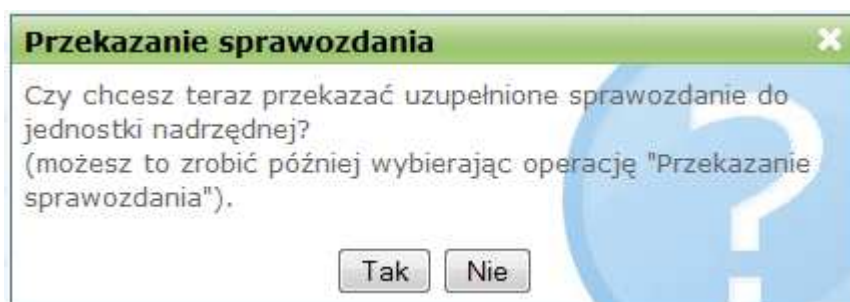 Przekazanie sprawozdania
Czy chcesz teraz przekazać uzupełnione sprawozdanie do
jednostki nadrzędnej?
(możesz to zrobić później wybierając operację "Przekazanie
sprawozdania").
Tak Nie